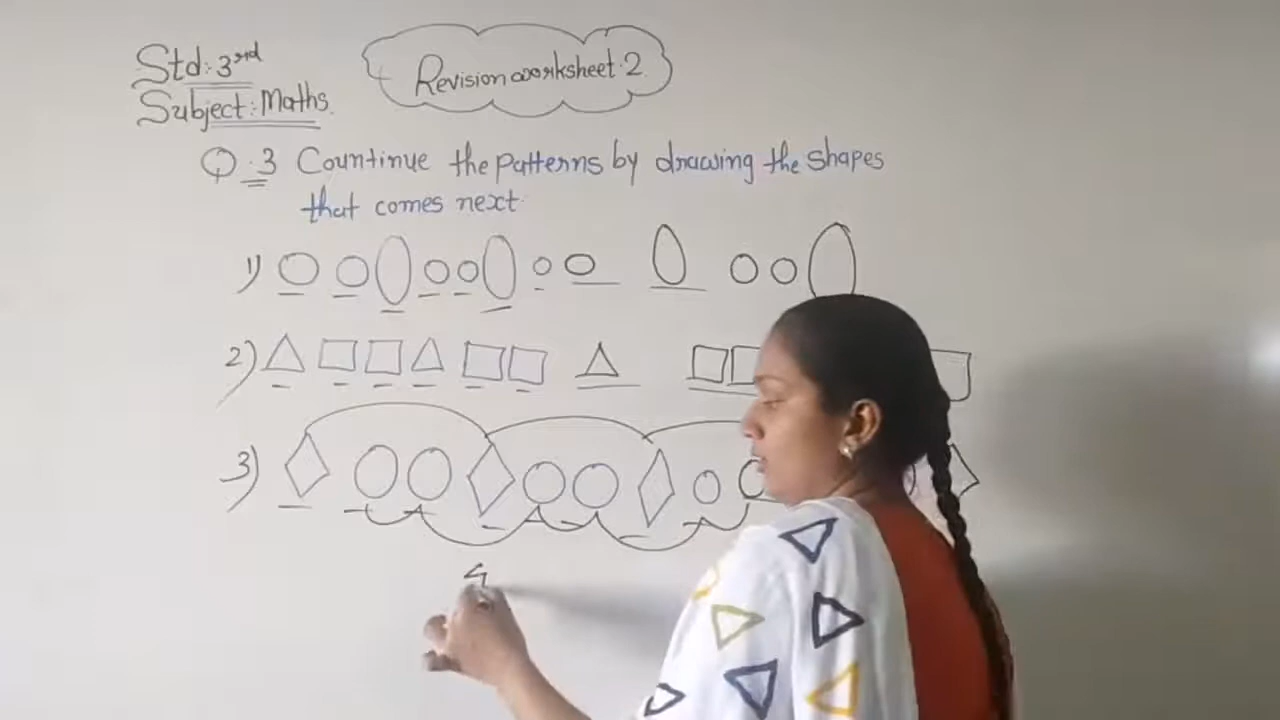 Std: 3rd
Subject: Maths.
Revision worksheet: 2
Q.3 Countinue the patterns by drawing the shapes
that comes next.
1)
2)
3)